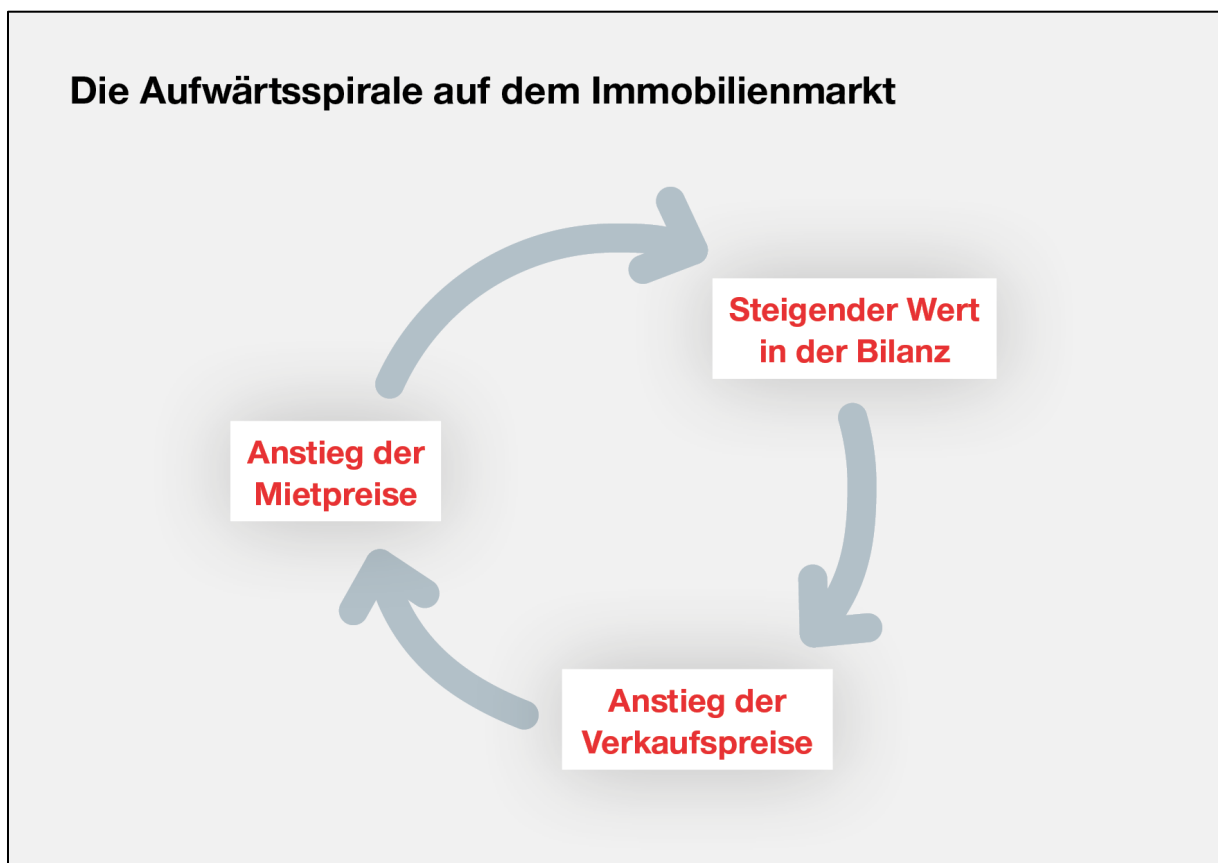 Die Aufwärtsspirale auf dem Immobilienmarkt
Steigender Wert
in der Bilanz
Anstieg der
Mietpreise
Anstieg der
Verkaufspreise